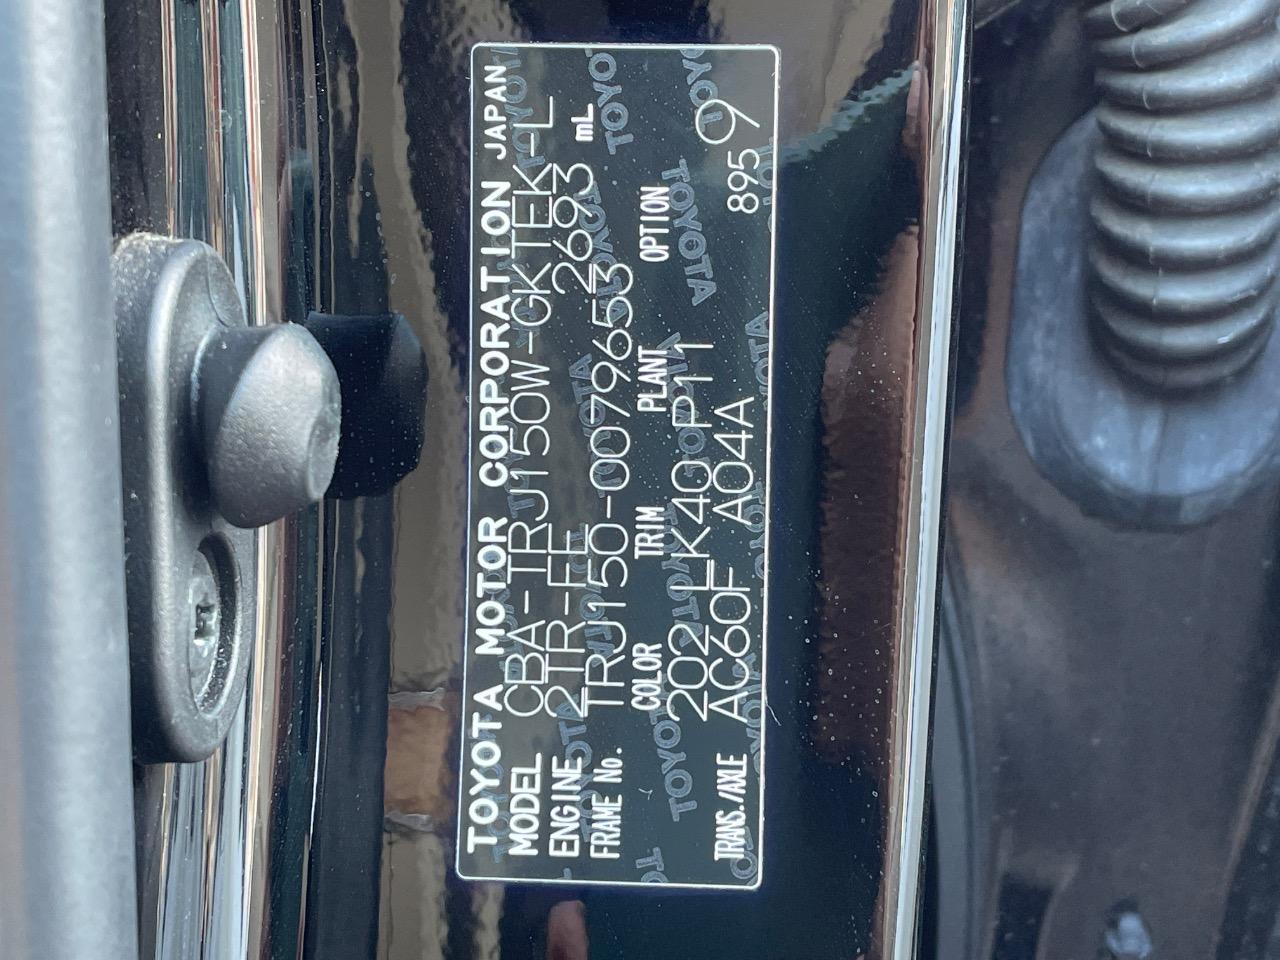 TOYOTA MOTOR CORPORATION JAPAN
MODEL CBA-TRJ150W-GKTEK-L
ENGINE 2TR-FE 2693 mL
FRAME No. TRJ150-0079653
COLOR TRIM PLANT OPTION
202 LK40 P11
TRANS./AXLE AC60F A04A 895 9